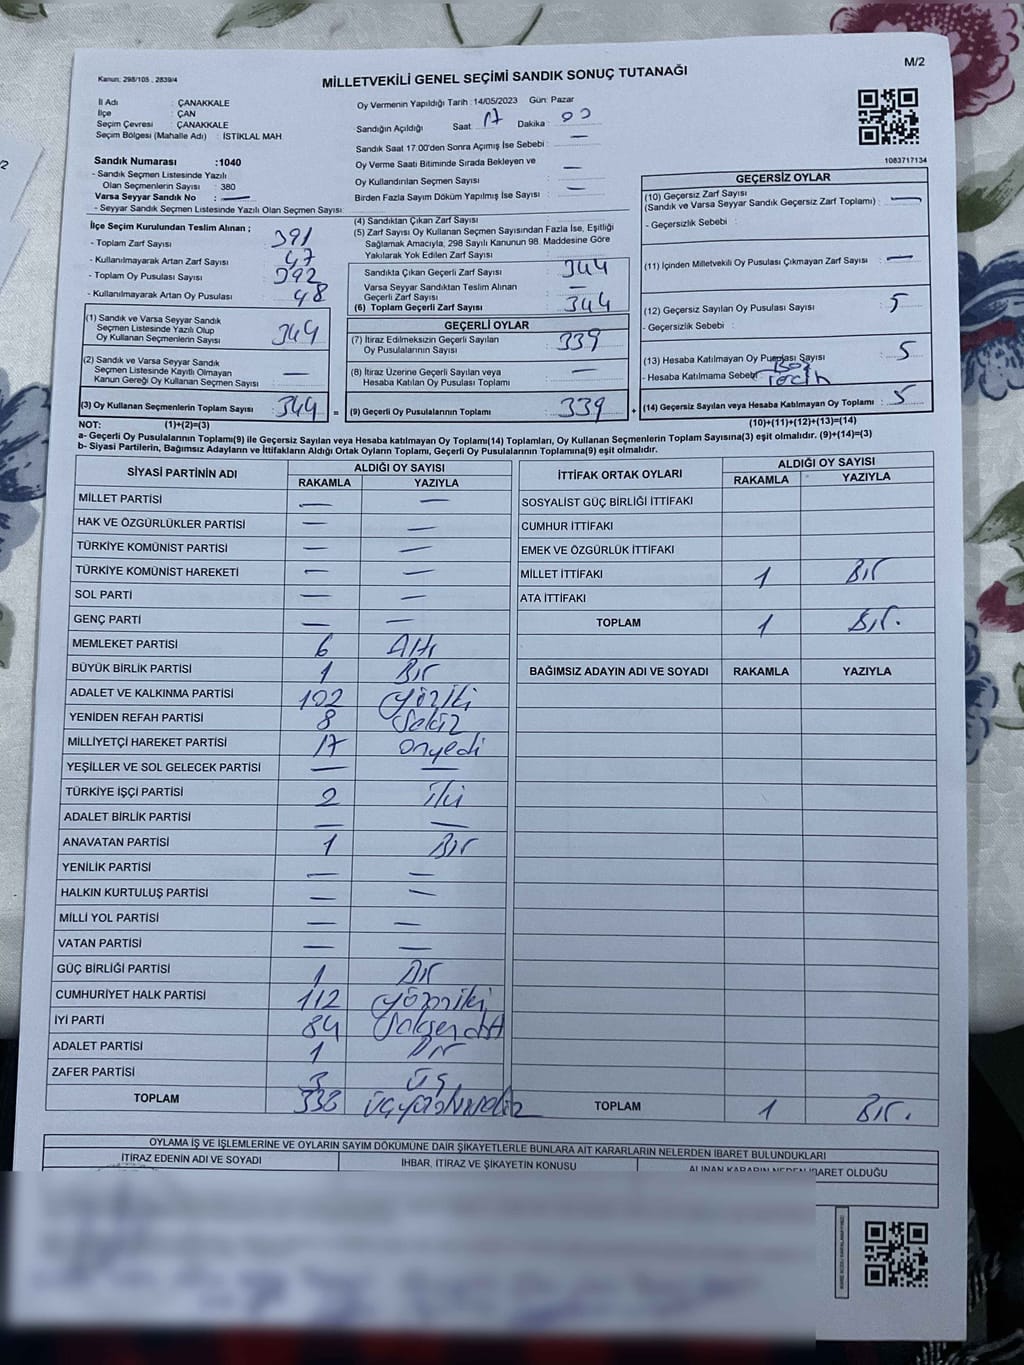 M/2
Kanun: 298/105 , 2839/4
MİLLETVEKİLİ GENEL SEÇİMİ SANDIK SONUÇ TUTANAĞI
İl Adı : ÇANAKKALE
İlçe : ÇAN
Seçim Çevresi : ÇANAKKALE
Seçim Bölgesi (Mahalle Adı) : İSTİKLAL MAH
Oy Vermenin Yapıldığı Tarih : 14/05/2023 Gün: Pazar
Sandığın Açıldığı Saat 17 Dakika : 00
Sandık Saat 17:00'den Sonra Açımış İse Sebebi : —
Oy Verme Saati Bitiminde Sırada Bekleyen ve
Oy Kullandırılan Seçmen Sayısı : —
Birden Fazla Sayım Döküm Yapılmış İse Sayısı : —
1083717134
Sandık Numarası : 1040
- Sandık Seçmen Listesinde Yazılı
Olan Seçmenlerin Sayısı : 380
Varsa Seyyar Sandık No : —
- Seyyar Sandık Seçmen Listesinde Yazılı Olan Seçmen Sayısı:
İlçe Seçim Kurulundan Teslim Alınan ;
- Toplam Zarf Sayısı 391
- Kullanılmayarak Artan Zarf Sayısı : 47
- Toplam Oy Pusulası Sayısı 392
- Kullanılmayarak Artan Oy Pusulası 48
(1) Sandık ve Varsa Seyyar Sandık
Seçmen Listesinde Yazılı Olup
Oy Kullanan Seçmenlerin Sayısı : 344
(2) Sandık ve Varsa Seyyar Sandık
Seçmen Listesinde Kayıtlı Olmayan
Kanun Gereği Oy Kullanan Seçmen Sayısı : —
(3) Oy Kullanan Seçmenlerin Toplam Sayısı : 344 =
(4) Sandıktan Çıkan Zarf Sayısı :
(5) Zarf Sayısı Oy Kullanan Seçmen Sayısından Fazla İse, Eşitliği
Sağlamak Amacıyla, 298 Sayılı Kanunun 98. Maddesine Göre
Yakılarak Yok Edilen Zarf Sayısı :
Sandıkta Çıkan Geçerli Zarf Sayısı : 344
Varsa Seyyar Sandıktan Teslim Alınan
Geçerli Zarf Sayısı : —
(6) Toplam Geçerli Zarf Sayısı : 344
GEÇERLİ OYLAR
(7) İtiraz Edilmeksizin Geçerli Sayılan
Oy Pusulalarının Sayısı : 339
(8) İtiraz Üzerine Geçerli Sayılan veya
Hesaba Katılan Oy Pusulası Toplamı : —
(9) Geçerli Oy Pusulalarının Toplamı : 339 +
GEÇERSİZ OYLAR
(10) Geçersiz Zarf Sayısı
(Sandık ve Varsa Seyyar Sandık Geçersiz Zarf Toplamı) : —
- Geçersizlik Sebebi :
(11) İçinden Milletvekili Oy Pusulası Çıkmayan Zarf Sayısı : —
(12) Geçersiz Sayılan Oy Pusulası Sayısı : 5
- Geçersizlik Sebebi :
(13) Hesaba Katılmayan Oy Pusulası Sayısı : 5
- Hesaba Katılmama Sebebi
(14) Geçersiz Sayılan veya Hesaba Katılmayan Oy Toplamı : 5
NOT: (1)+(2)=(3) (10)+(11)+(12)+(13)=(14)
a- Geçerli Oy Pusulalarının Toplamı(9) ile Geçersiz Sayılan veya Hesaba katılmayan Oy Toplamı(14) Toplamları, Oy Kullanan Seçmenlerin Toplam Sayısına(3) eşit olmalıdır. (9)+(14)=(3)
b- Siyasi Partilerin, Bağımsız Adayların ve İttifakların Aldığı Ortak Oyların Toplamı, Geçerli Oy Pusulalarının Toplamına(9) eşit olmalıdır.
SİYASİ PARTİNİN ADI ALDIĞI OY SAYISI
RAKAMLA YAZIYLA
MİLLET PARTİSİ — —
HAK VE ÖZGÜRLÜKLER PARTİSİ — —
TÜRKİYE KOMÜNİST PARTİSİ — —
TÜRKİYE KOMÜNİST HAREKETİ — —
SOL PARTİ — —
GENÇ PARTİ — —
MEMLEKET PARTİSİ 6 Altı
BÜYÜK BİRLİK PARTİSİ 1 Bir
ADALET VE KALKINMA PARTİSİ 102 yüziki
YENİDEN REFAH PARTİSİ 8 Sekiz
MİLLİYETÇİ HAREKET PARTİSİ 17 onyedi
YEŞİLLER VE SOL GELECEK PARTİSİ — —
TÜRKİYE İŞÇİ PARTİSİ 2 iki
ADALET BİRLİK PARTİSİ — —
ANAVATAN PARTİSİ 1 Bir
YENİLİK PARTİSİ — —
HALKIN KURTULUŞ PARTİSİ — —
MİLLİ YOL PARTİSİ — —
VATAN PARTİSİ — —
GÜÇ BİRLİĞİ PARTİSİ 1 Bir
CUMHURİYET HALK PARTİSİ 112 yüzoniki
İYİ PARTİ 84 Seksendört
ADALET PARTİSİ 1 Bir
ZAFER PARTİSİ 3 Üç
TOPLAM 338 üçyüzotuzsekiz
İTTİFAK ORTAK OYLARI ALDIĞI OY SAYISI
RAKAMLA YAZIYLA
SOSYALİST GÜÇ BİRLİĞİ İTTİFAKI
CUMHUR İTTİFAKI
EMEK VE ÖZGÜRLÜK İTTİFAKI
MİLLET İTTİFAKI 1 Bir
ATA İTTİFAKI
TOPLAM 1 Bir.
BAĞIMSIZ ADAYIN ADI VE SOYADI RAKAMLA YAZIYLA
TOPLAM 1 Bir.
OYLAMA İŞ VE İŞLEMLERİNE VE OYLARIN SAYIM DÖKÜMÜNE DAİR ŞİKAYETLERLE BUNLARA AİT KARARLARIN NELERDEN İBARET BULUNDUKLARI
İTİRAZ EDENİN ADI VE SOYADI İHBAR, İTİRAZ VE ŞİKAYETİN KONUSU ALINAN KARARIN NEDEN İBARET OLDUĞU